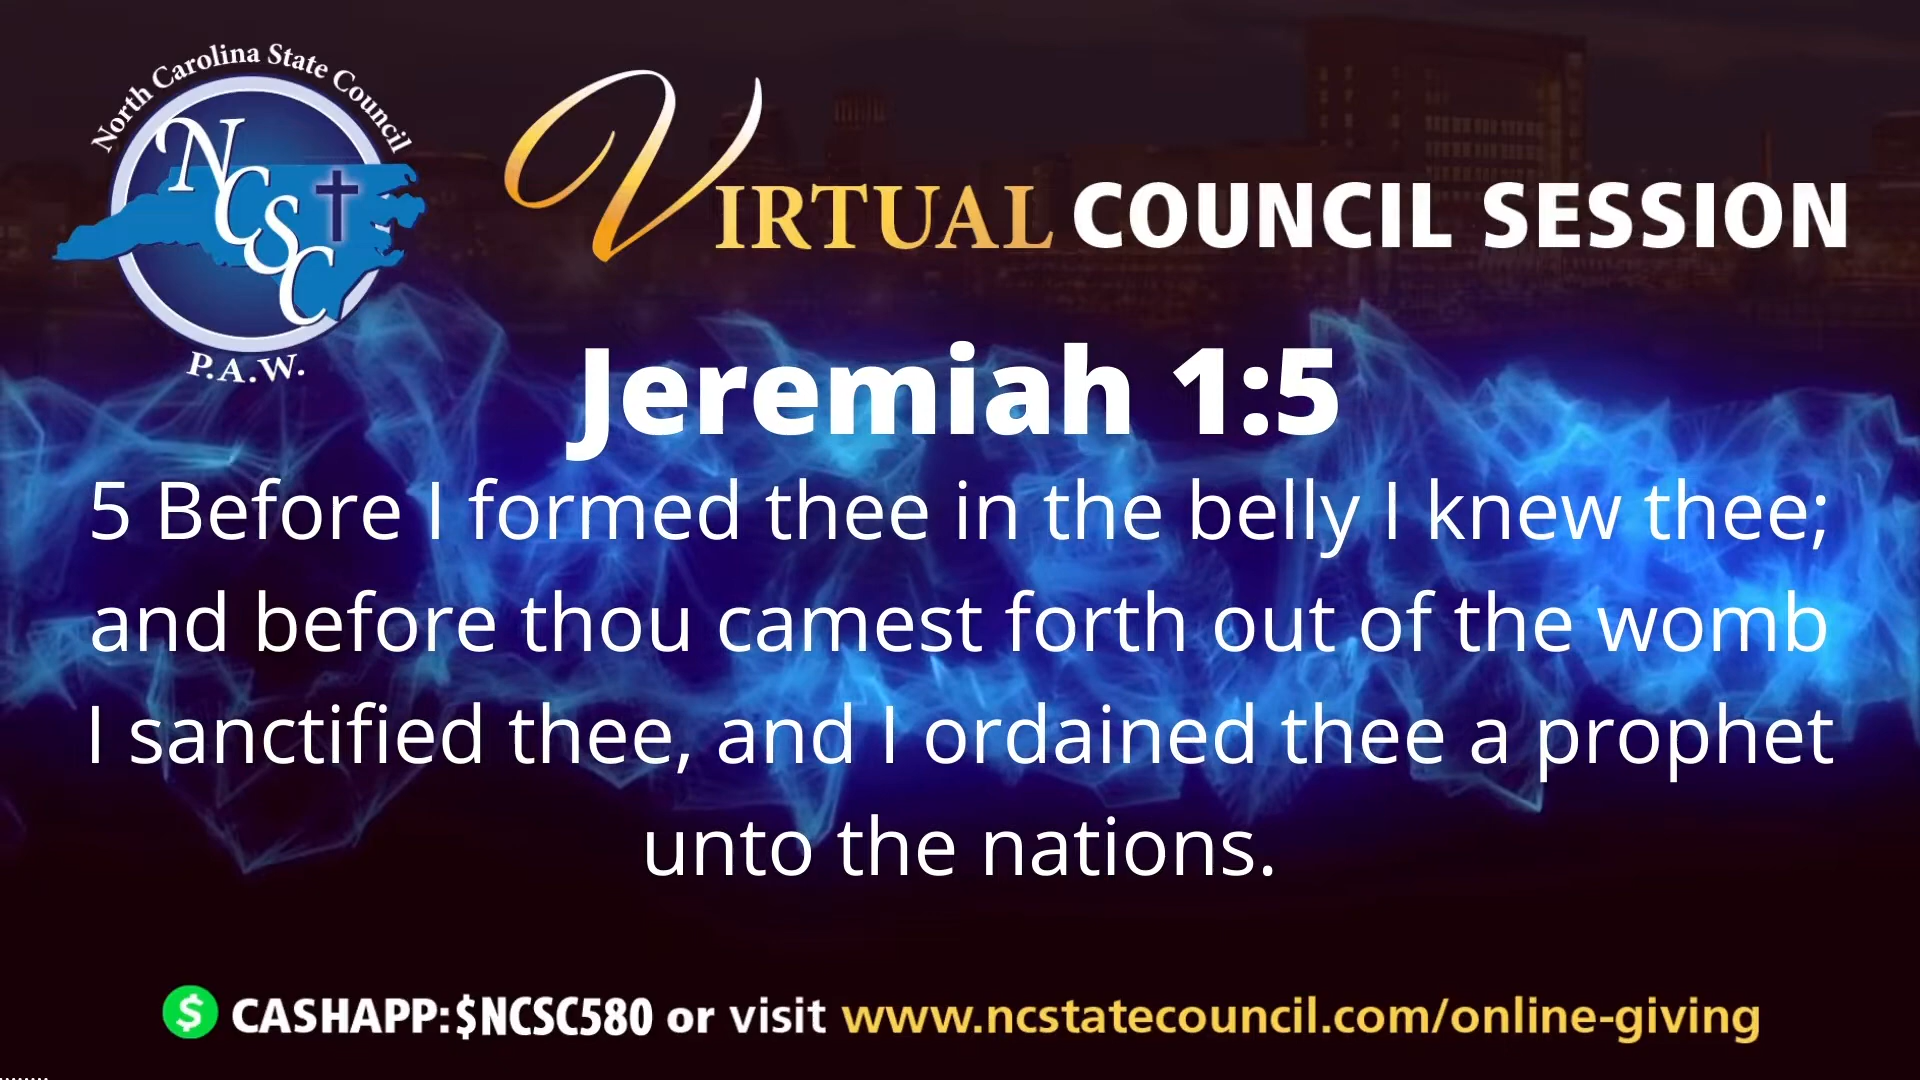 North Carolina State Council
NCSC
P.A.W.
VIRTUAL COUNCIL SESSION
Jeremiah 1:5
5 Before I formed thee in the belly I knew thee;
and before thou camest forth out of the womb
I sanctified thee, and I ordained thee a prophet
unto the nations.
$ CASHAPP:$NCSC580 or visit www.ncstatecouncil.com/online-giving